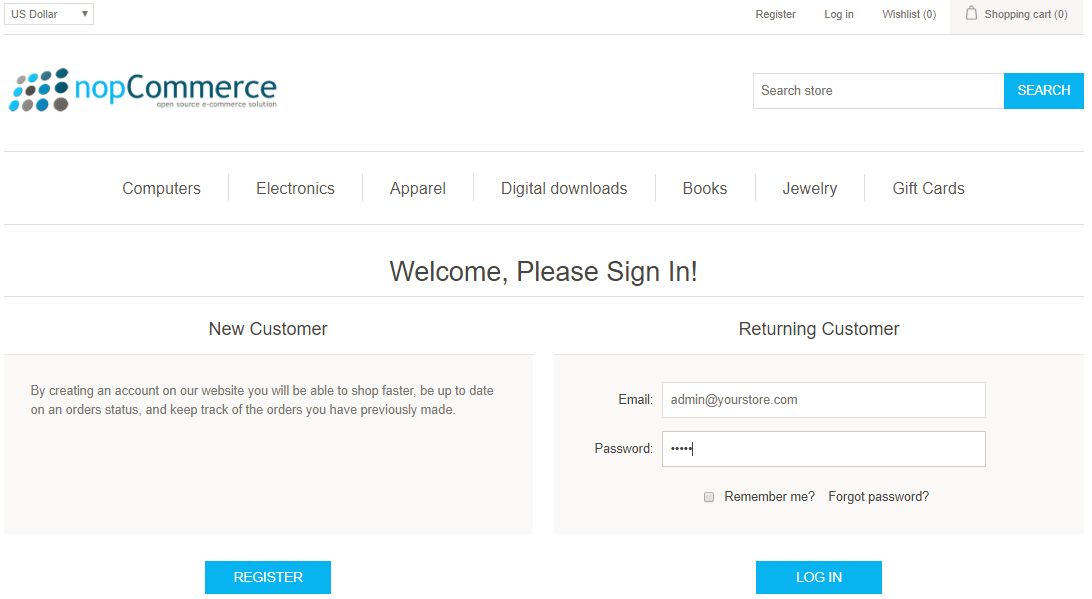 US Dollar
Register Log in Wishlist (0) Shopping cart (0)
nopCommerce
open source e-commerce solution
Search store SEARCH
Computers Electronics Apparel Digital downloads Books Jewelry Gift Cards
Welcome, Please Sign In!
New Customer
By creating an account on our website you will be able to shop faster, be up to date
on an orders status, and keep track of the orders you have previously made.
REGISTER
Returning Customer
Email: admin@yourstore.com
Password: •••••
Remember me? Forgot password?
LOG IN